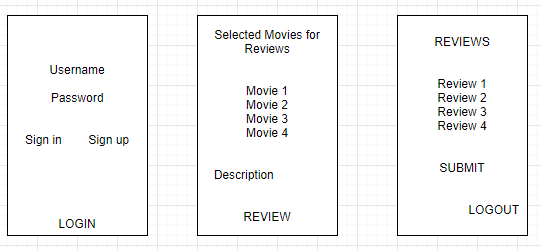 Username
Password
Sign in Sign up
LOGIN
Selected Movies for
Reviews
Movie 1
Movie 2
Movie 3
Movie 4
Description
REVIEW
REVIEWS
Review 1
Review 2
Review 3
Review 4
SUBMIT
LOGOUT